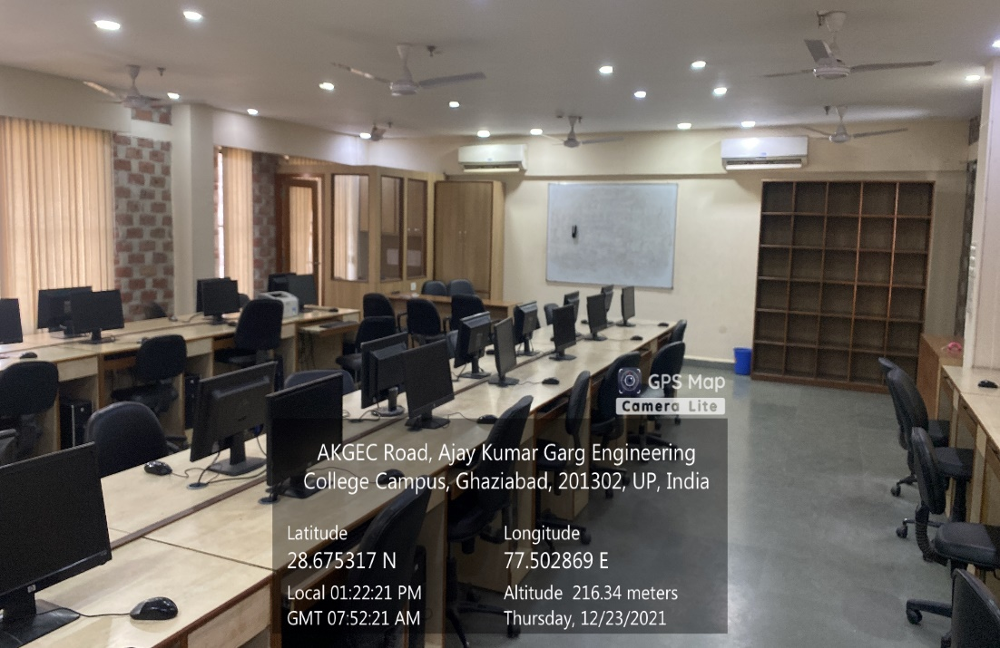 GPS Map
Camera Lite
AKGEC Road, Ajay Kumar Garg Engineering
College Campus, Ghaziabad, 201302, UP, India
Latitude
Longitude
28.675317 N
77.502869 E
Local 01:22:21 PM
Altitude 216.34 meters
GMT 07:52:21 AM
Thursday, 12/23/2021